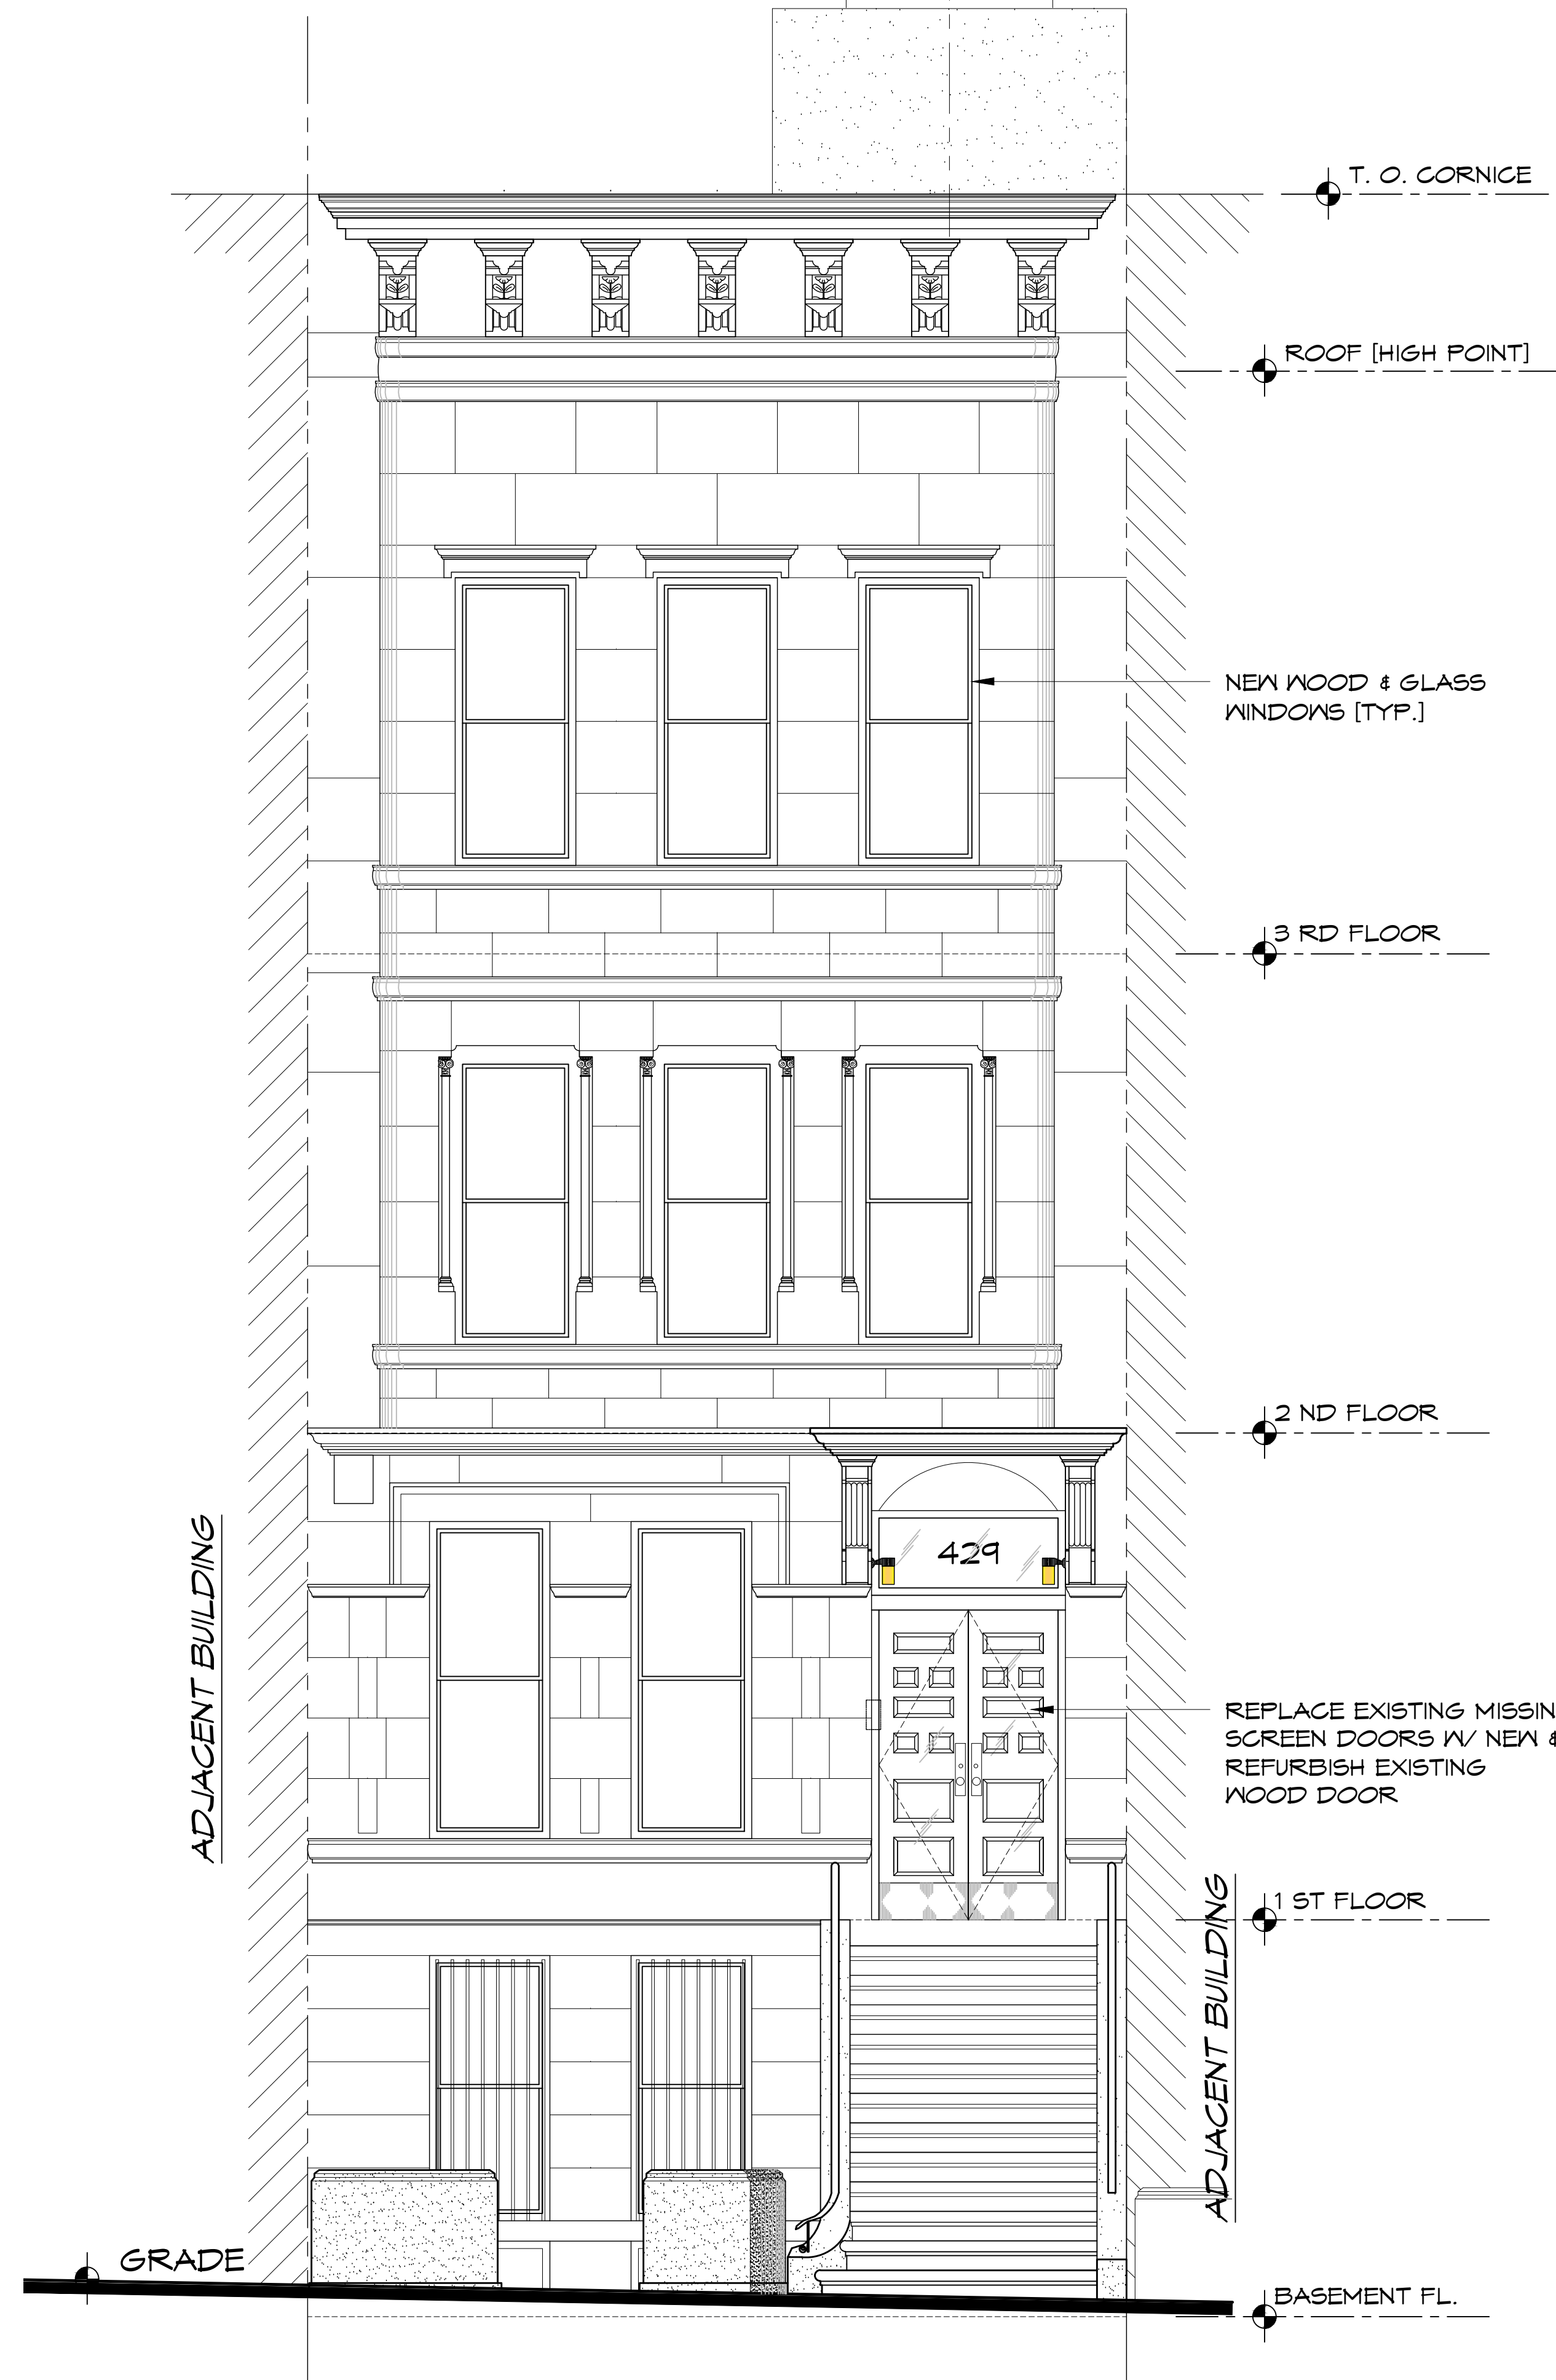 T. O. CORNICE
ROOF [HIGH POINT]
NEW WOOD & GLASS
WINDOWS [TYP.]
3 RD FLOOR
2 ND FLOOR
429
ADJACENT BUILDING
REPLACE EXISTING MISSIN
SCREEN DOORS W/ NEW &
REFURBISH EXISTING
WOOD DOOR
1 ST FLOOR
ADJACENT BUILDING
GRADE
BASEMENT FL.